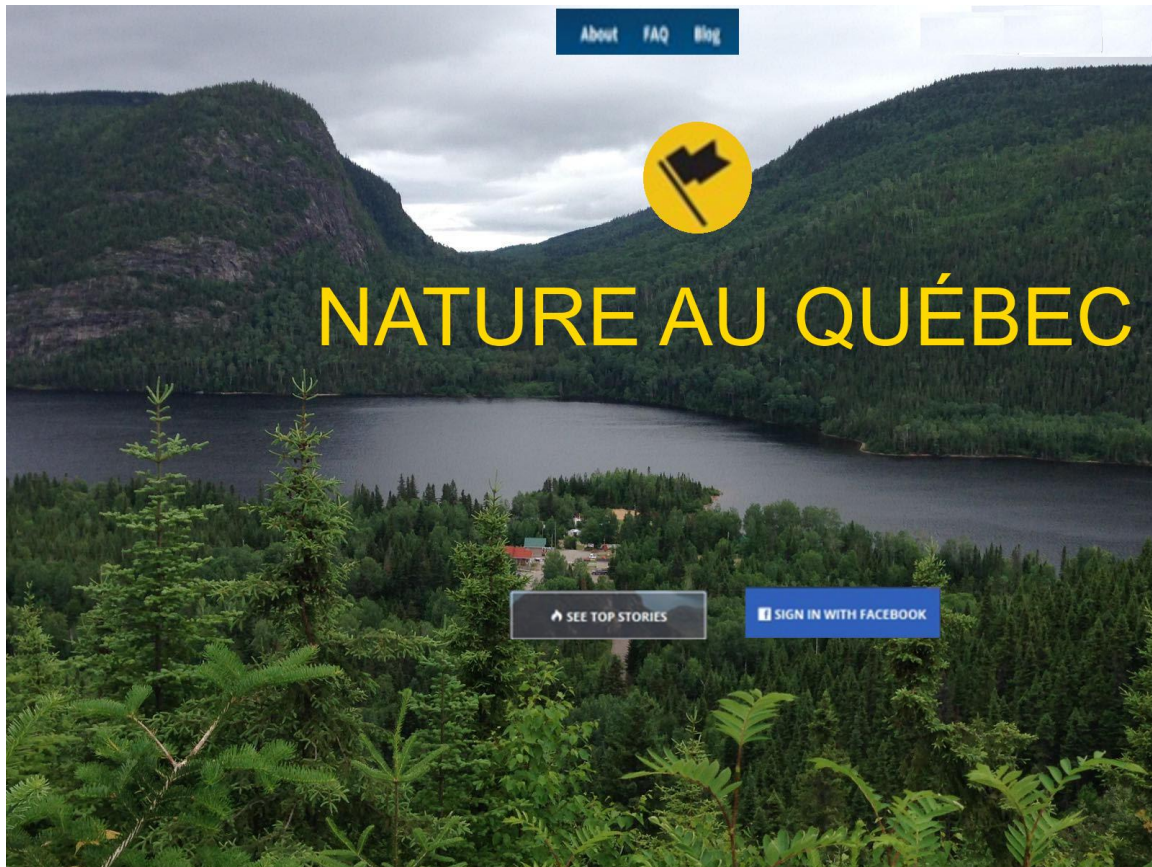 About FAQ Blog
NATURE AU QUÉBEC
SEE TOP STORIES
SIGN IN WITH FACEBOOK